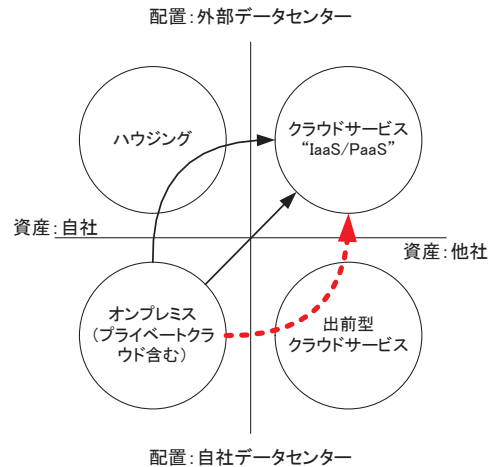 配置：外部データセンター
ハウジング
クラウドサービス
“IaaS/PaaS”
資産：自社
資産：他社
オンプレミス
（プライベートクラ
ウド含む）
出前型
クラウドサービス
配置：自社データセンター